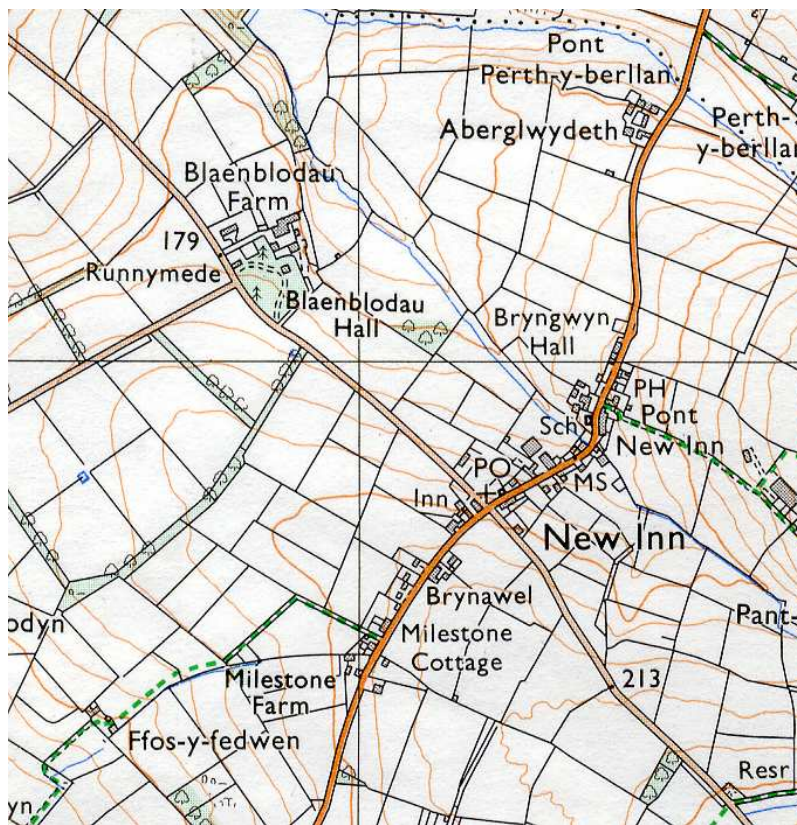 Pont
Perth-y-berllan
Aberglwydeth
Perth-
y-berllan
Blaenblodau
Farm
179
Runnymede
Blaenblodau
Hall
Bryngwyn
Hall
PH
Sch
Pont
New Inn
PO
MS
Inn
New Inn
Brynawel
odyn
Pant-
Milestone
Cottage
Milestone
Farm
213
Ffos-y-fedwen
Resr
yn